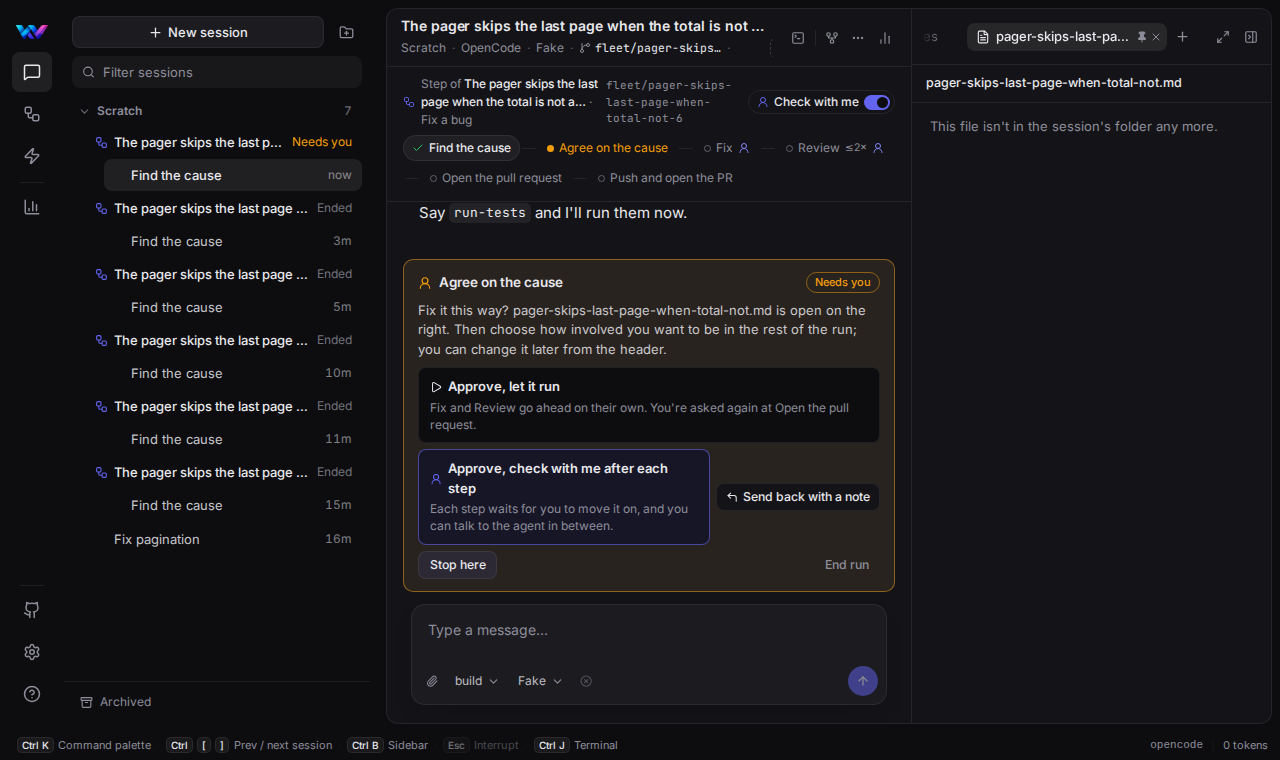 New session
Filter sessions
Scratch 7
The pager skips the last p... Needs you
Find the cause now
The pager skips the last page ... Ended
Find the cause 3m
The pager skips the last page ... Ended
Find the cause 5m
The pager skips the last page ... Ended
Find the cause 10m
The pager skips the last page ... Ended
Find the cause 11m
The pager skips the last page ... Ended
Find the cause 15m
Fix pagination 16m
Archived
The pager skips the last page when the total is not ...
Scratch · OpenCode · Fake · fleet/pager-skips… ·
Step of The pager skips the last page when the total is not a... ·
Fix a bug
fleet/pager-skips-
last-page-when-
total-not-6
Check with me
Find the cause
Agree on the cause
Fix
Review ≤2×
Open the pull request
Push and open the PR
Say run-tests and I'll run them now.
Agree on the cause Needs you
Fix it this way? pager-skips-last-page-when-total-not.md is open on the
right. Then choose how involved you want to be in the rest of the run;
you can change it later from the header.
Approve, let it run
Fix and Review go ahead on their own. You're asked again at Open the pull
request.
Approve, check with me after each
step
Each step waits for you to move it on, and you
can talk to the agent in between.
Send back with a note
Stop here
End run
Type a message...
build
Fake
es
pager-skips-last-pa...
pager-skips-last-page-when-total-not.md
This file isn't in the session's folder any more.
Ctrl K Command palette Ctrl [ ] Prev / next session Ctrl B Sidebar Esc Interrupt Ctrl J Terminal
opencode 0 tokens